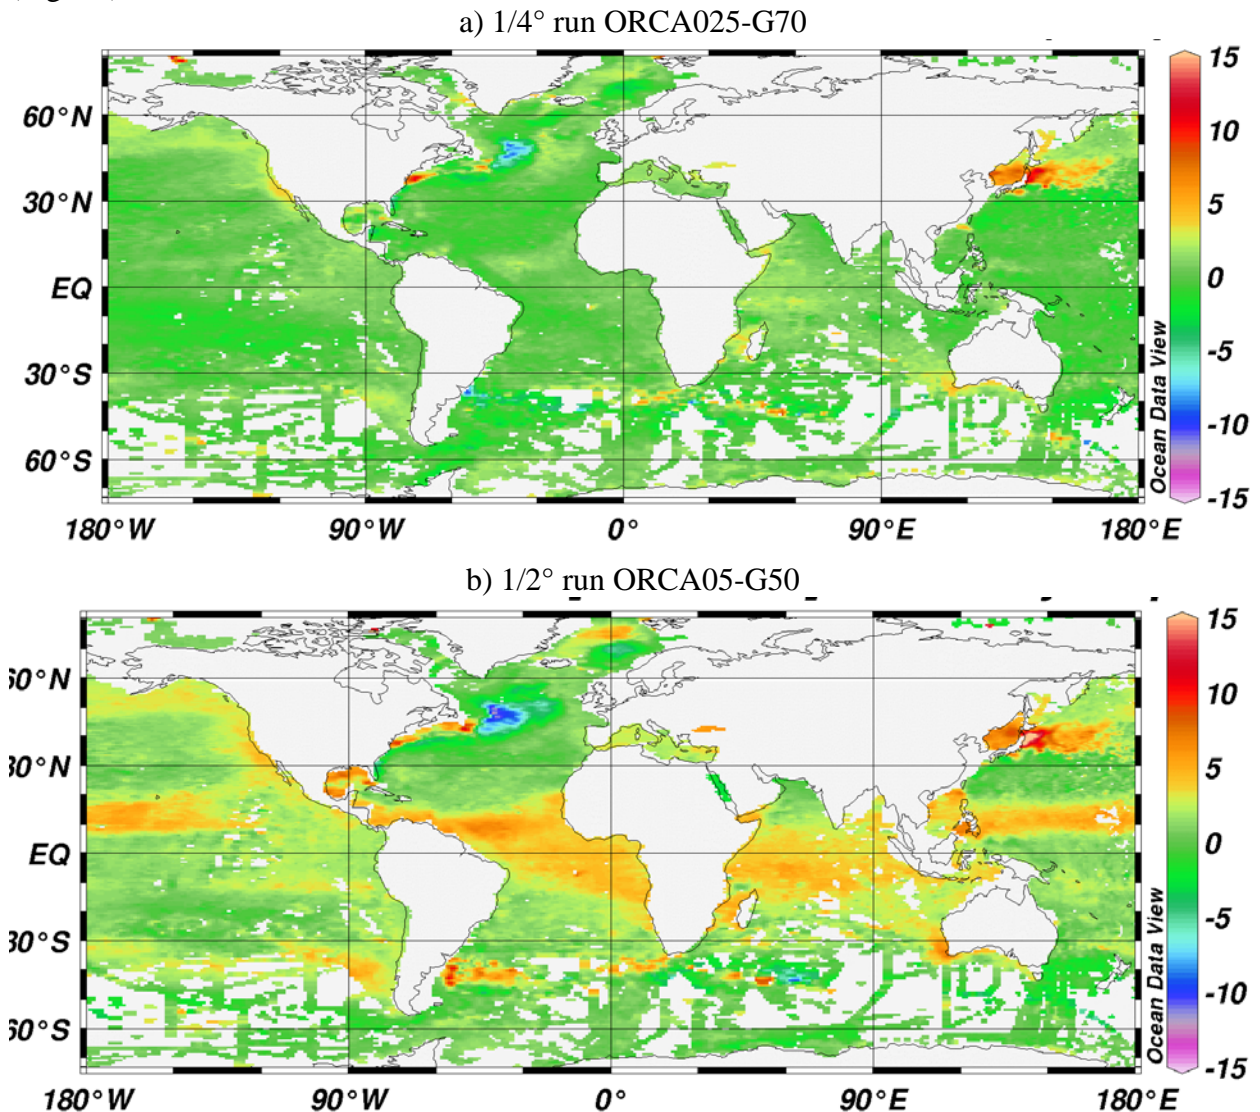 a) 1/4° run ORCA025-G70
60°N
30°N
EQ
30°S
60°S
180°W
90°W
0°
90°E
180°E
15
10
5
0
-5
-10
-15
Ocean Data View
b) 1/2° run ORCA05-G50
0°N
0°N
EQ
0°S
0°S
180°W
90°W
0°
90°E
180°E
15
10
5
0
-5
-10
-15
Ocean Data View